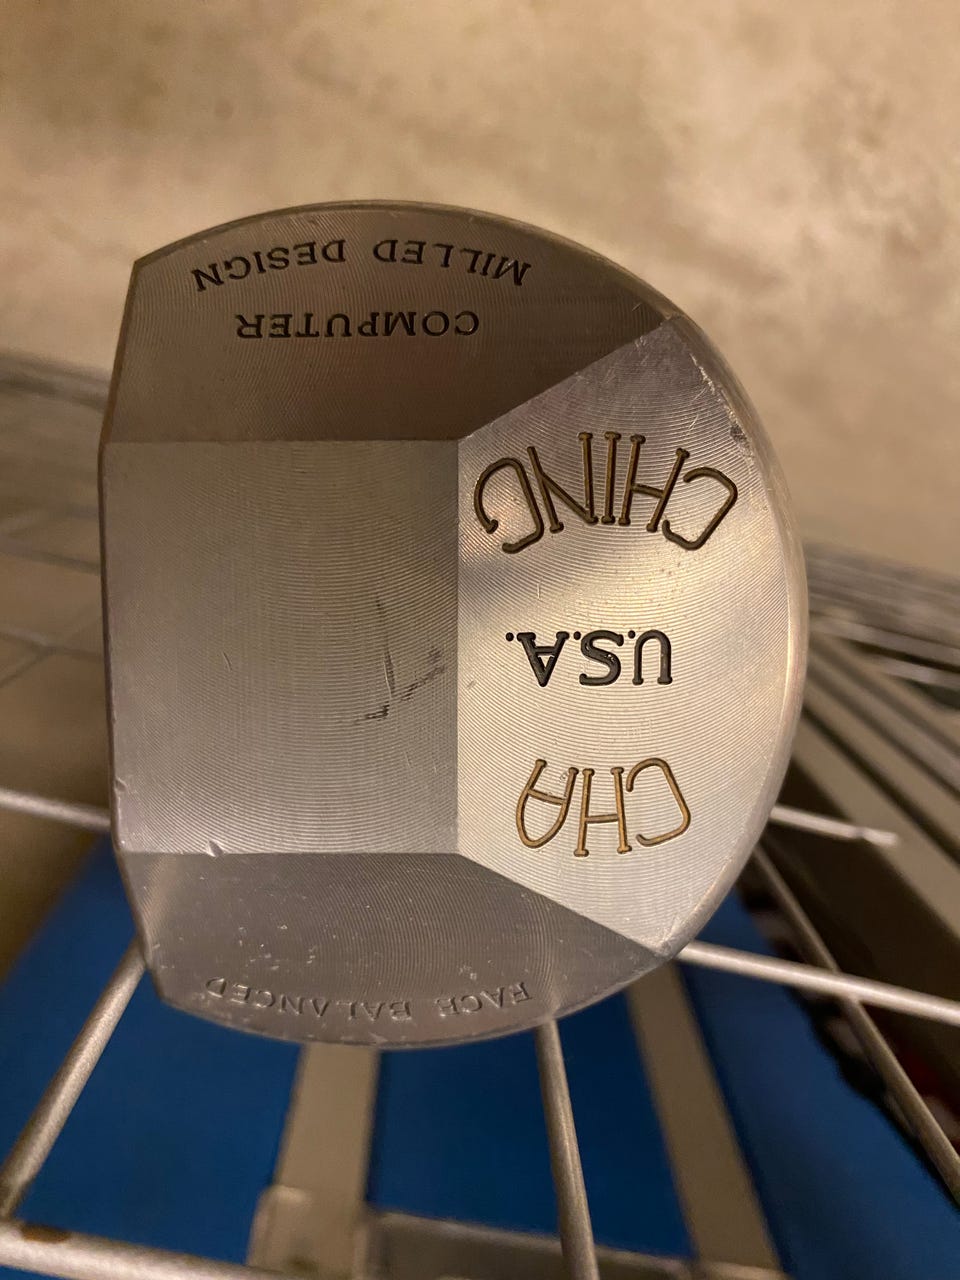 FACE BALANCED
CHA
U.S.A.
CHING
COMPUTER
MILLED DESIGN